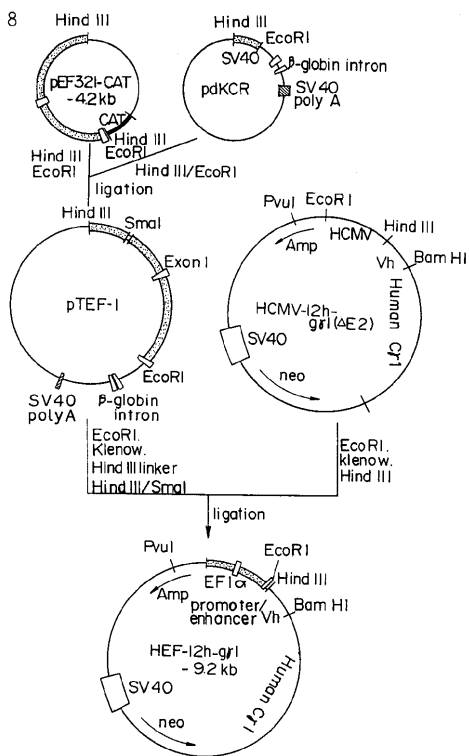 8
Hind III
pEF321-CAT
-4.2kb
CAT
Hind III
EcoRI
Hind III
EcoRI
SV40
β-globin intron
pdKCR
SV40
poly A
Hind III
EcoRI
Hind III/EcoRI
ligation
Hind III
SmaI
Exon I
pTEF-1
EcoRI
SV40
polyA
β-globin
intron
PvuI
EcoRI
HCMV
Hind III
Amp
Vh
Bam HI
HCMV-12h-
gγ1(ΔE2)
Human Cγ1
SV40
neo
EcoRI.
Klenow.
Hind III linker
Hind III/SmaI
EcoRI.
klenow.
Hind III
ligation
PvuI
EcoRI
EF1α
Hind III
Amp
promoter/
enhancer
Vh
Bam HI
HEF-12h-gγ1
-9.2 kb
Human Cγ1
SV40
neo